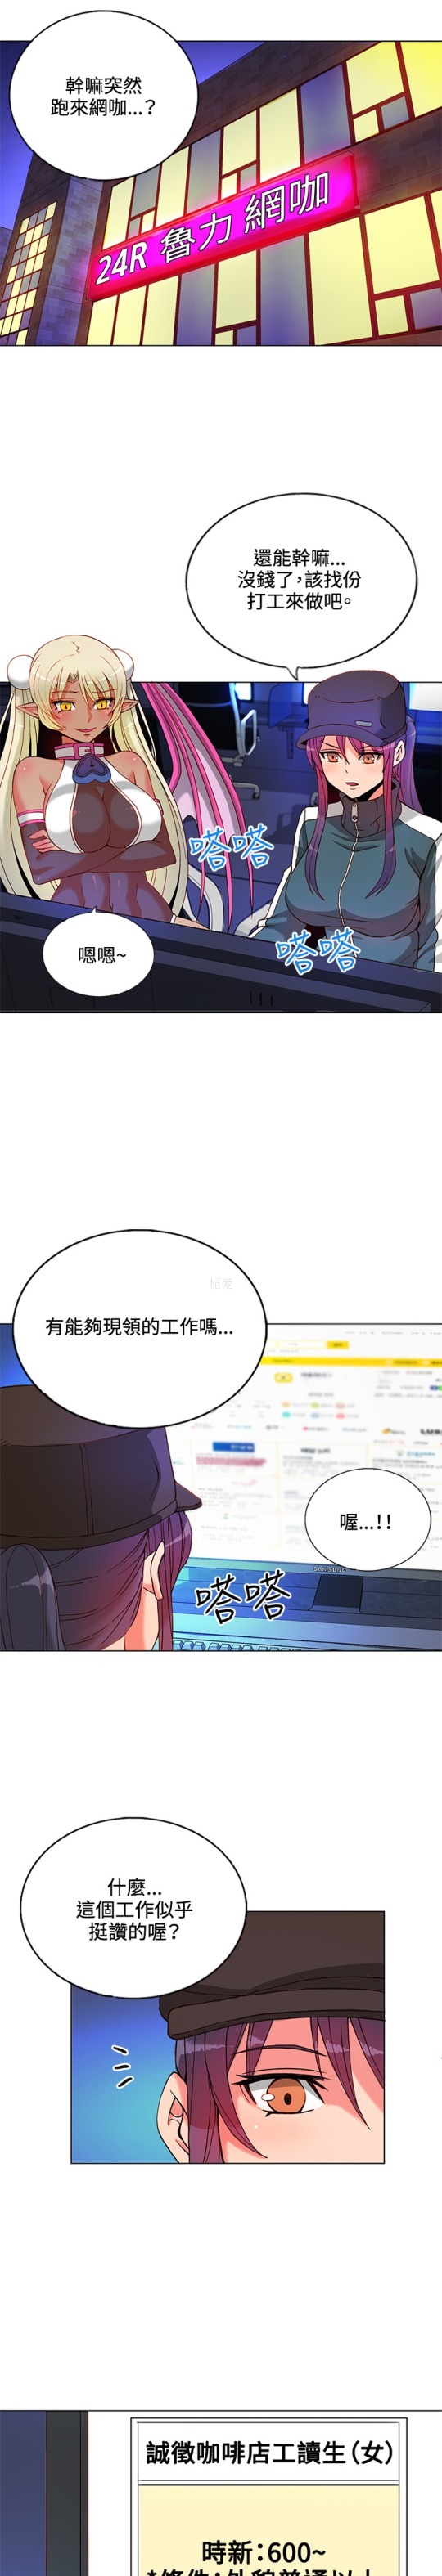 幹嘛突然
跑來網咖...?
24R 魯力 網咖
還能幹嘛...
沒錢了,該找份
打工來做吧。
嗒嗒
嗯嗯~
嗒嗒
有能夠現領的工作嗎...
喔...!!
SAMSUNG
嗒嗒
什麼...
這個工作似乎
挺讚的喔?
誠徵咖啡店工讀生(女)
時新:600~